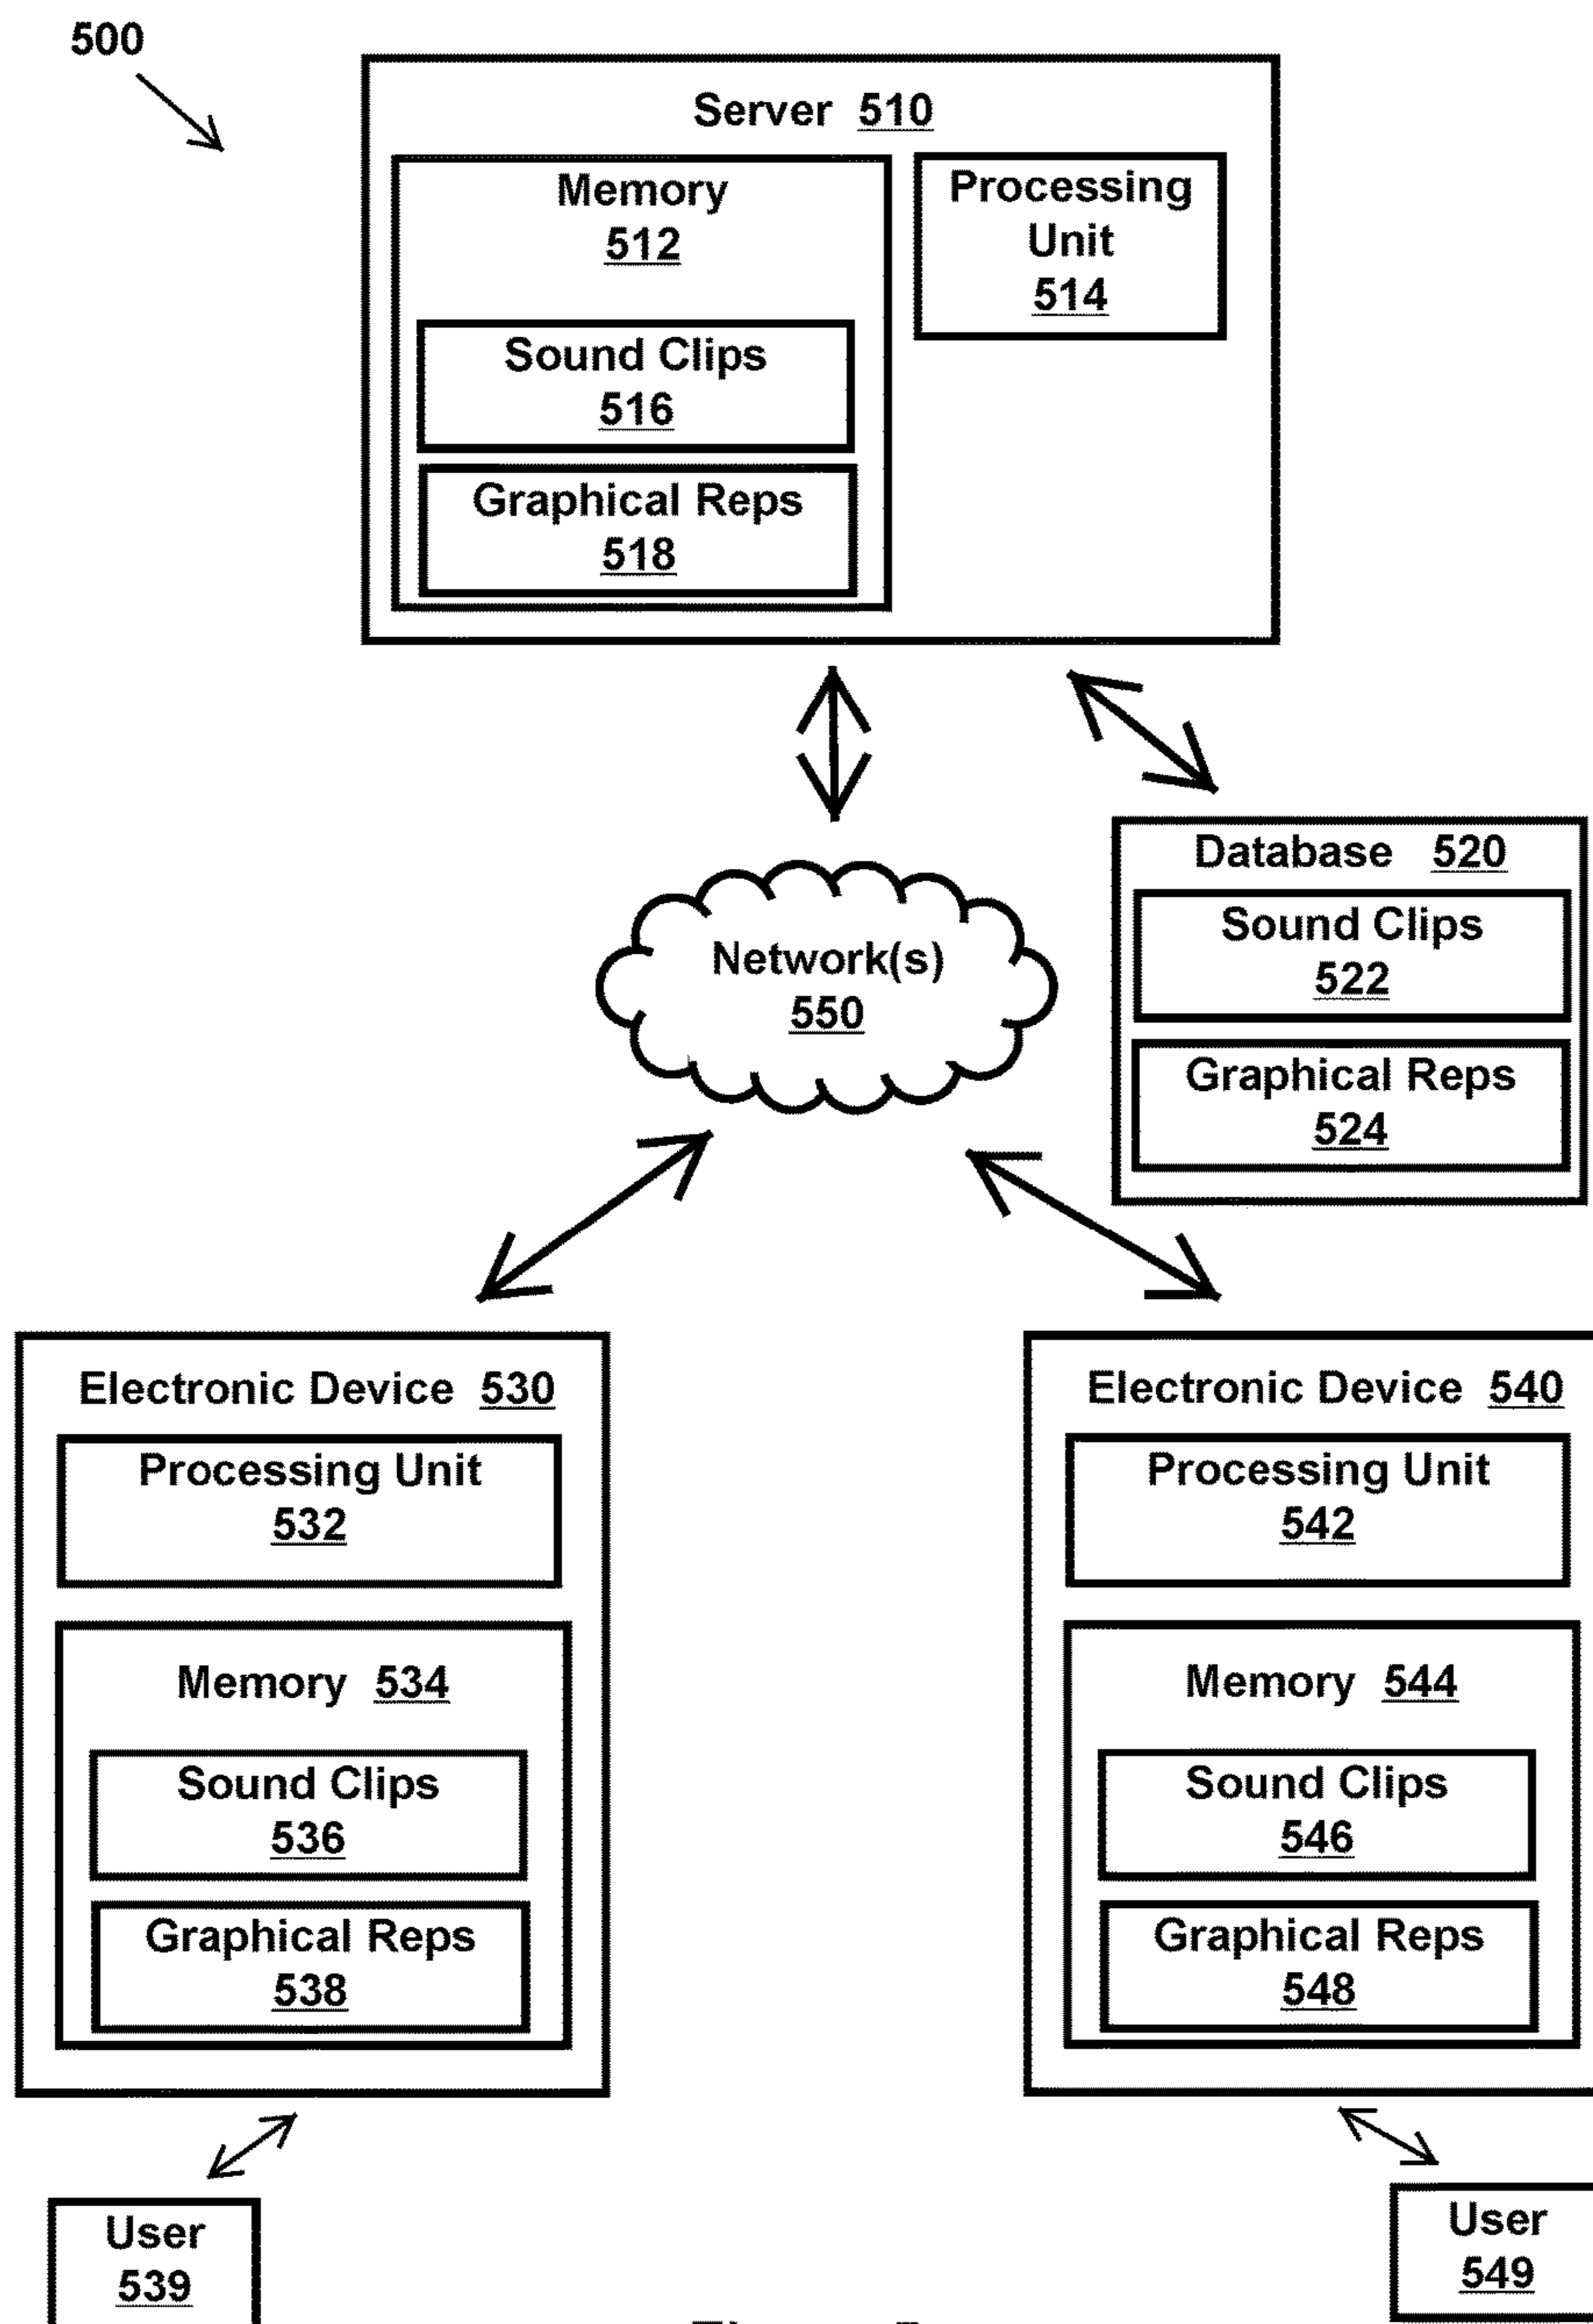 500
Server 510
Memory
512
Processing
Unit
514
Sound Clips
516
Graphical Reps
518
Network(s)
550
Database 520
Sound Clips
522
Graphical Reps
524
Electronic Device 530
Processing Unit
532
Memory 534
Sound Clips
536
Graphical Reps
538
User
539
Electronic Device 540
Processing Unit
542
Memory 544
Sound Clips
546
Graphical Reps
548
User
549